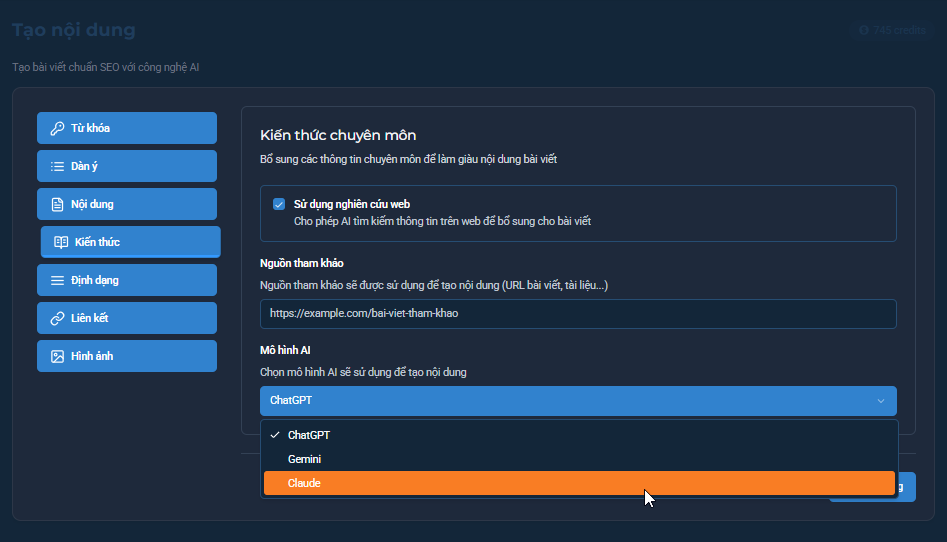 Tạo nội dung
745 credits
Tạo bài viết chuẩn SEO với công nghệ AI
Từ khóa
Dàn ý
Nội dung
Kiến thức
Định dạng
Liên kết
Hình ảnh
Kiến thức chuyên môn
Bổ sung các thông tin chuyên môn để làm giàu nội dung bài viết
Sử dụng nghiên cứu web
Cho phép AI tìm kiếm thông tin trên web để bổ sung cho bài viết
Nguồn tham khảo
Nguồn tham khảo sẽ được sử dụng để tạo nội dung (URL bài viết, tài liệu...)
https://example.com/bai-viet-tham-khao
Mô hình AI
Chọn mô hình AI sẽ sử dụng để tạo nội dung
ChatGPT
ChatGPT
Gemini
Claude